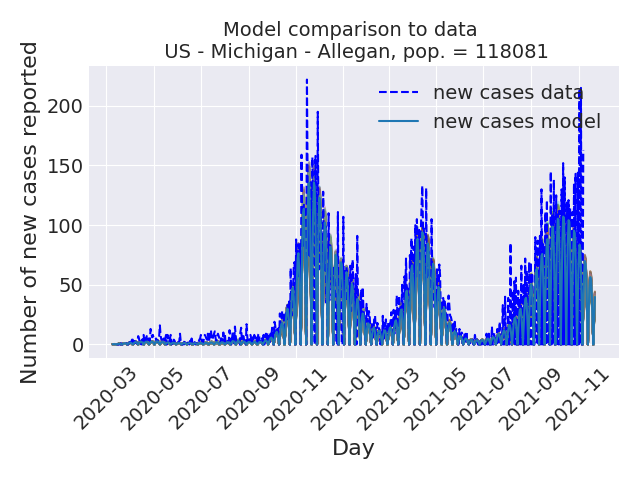 Model comparison to data
US - Michigan - Allegan, pop. = 118081
Number of new cases reported
200
150
100
50
0
new cases data
new cases model
2020-03
2020-05
2020-07
2020-09
2020-11
2021-01
2021-03
2021-05
2021-07
2021-09
2021-11
Day